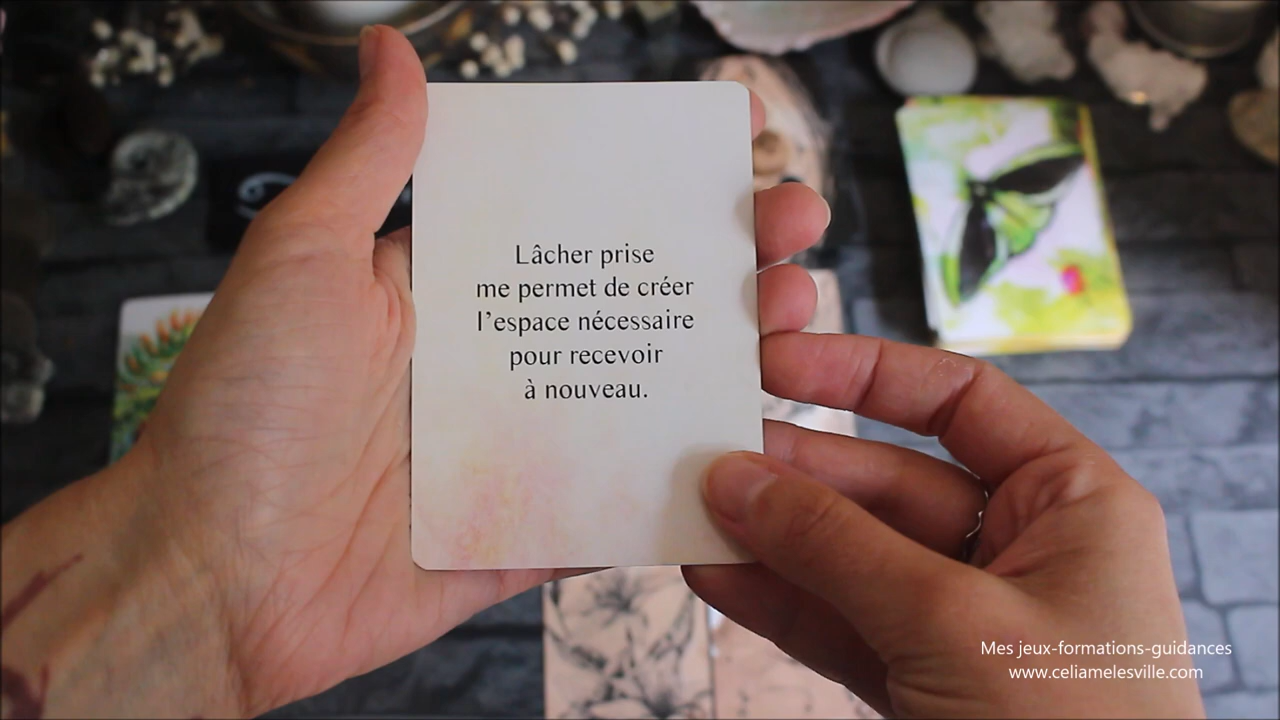 Lâcher prise
me permet de créer
l'espace nécessaire
pour recevoir
à nouveau.
Mes jeux-formations-guidances
www.celiamelesville.com